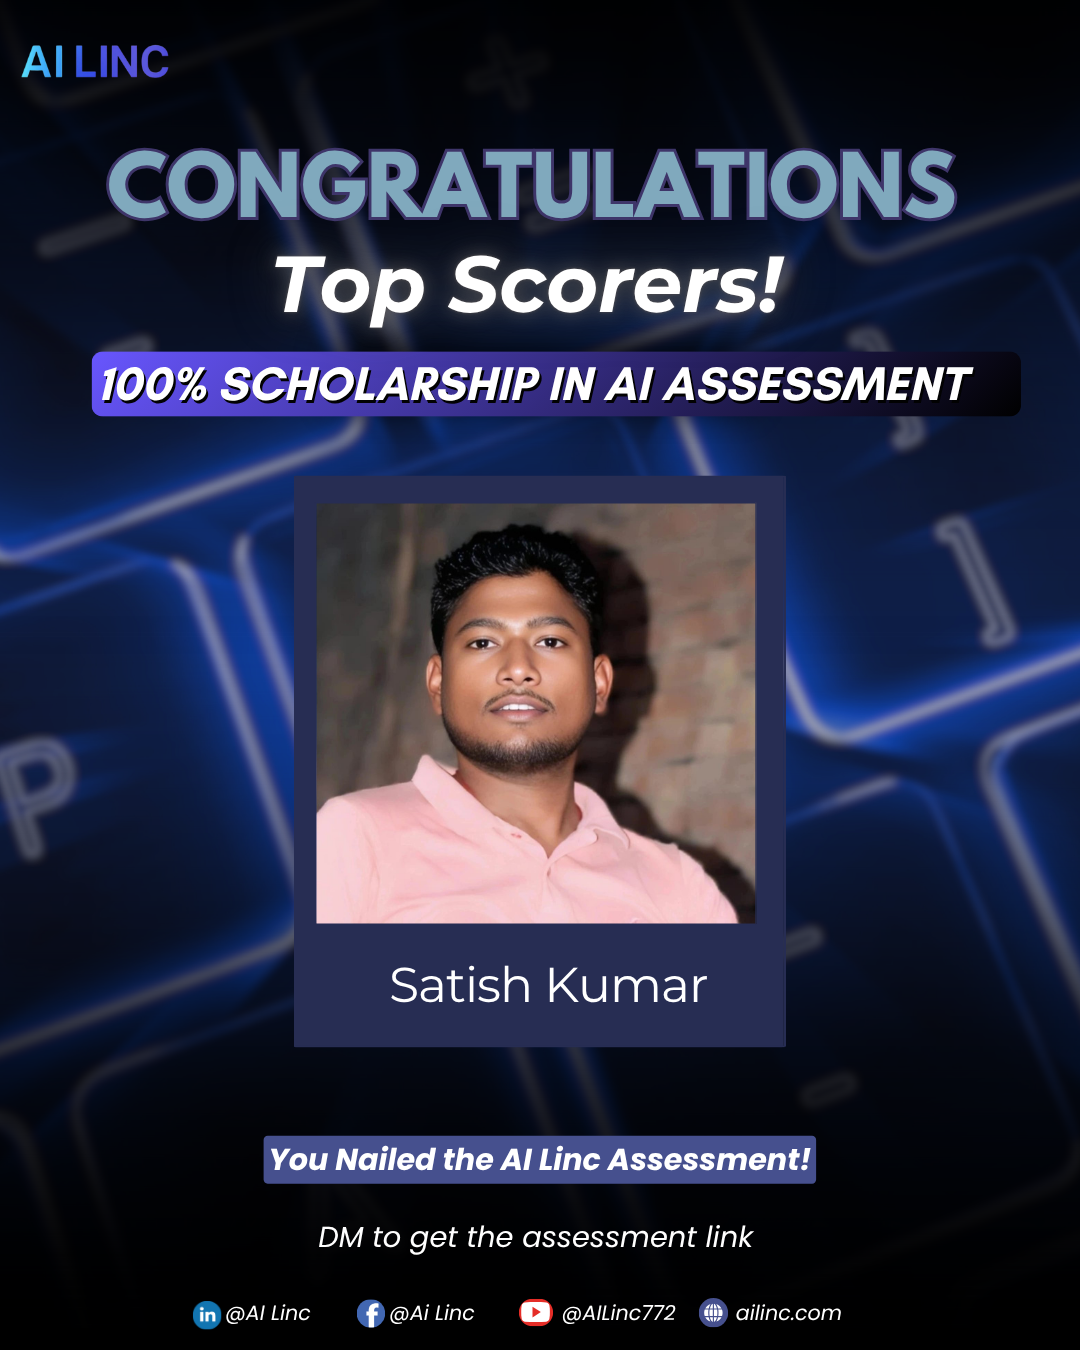 AI LINC
CONGRATULATIONS
Top Scorers!
100% SCHOLARSHIP IN AI ASSESSMENT
Satish Kumar
You Nailed the AI Linc Assessment!
DM to get the assessment link
in @AI Linc f @Ai Linc @AILinc772 ailinc.com
P